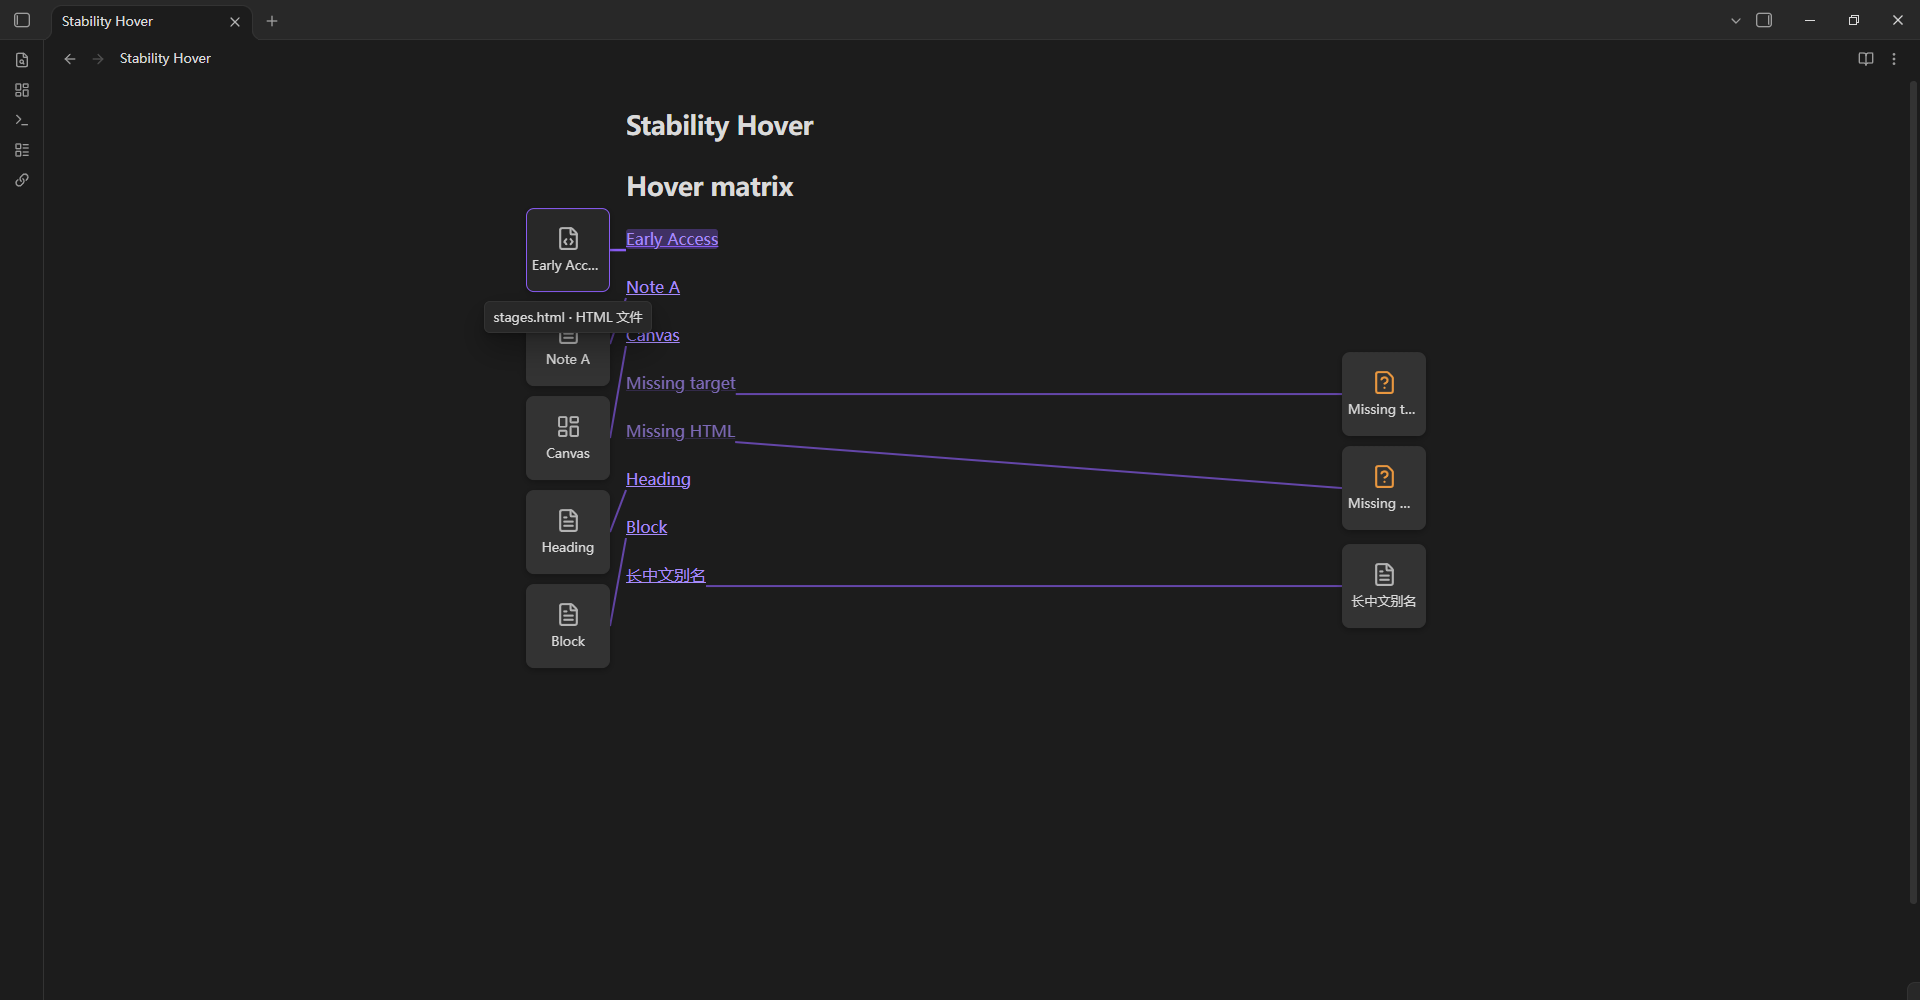 Stability Hover
Stability Hover
Stability Hover
Hover matrix
Early Acc...
Early Access
Note A
stages.html · HTML 文件
Note A
Canvas
Missing target
Missing t...
Canvas
Missing HTML
Missing ...
Heading
Heading
Block
Block
长中文别名
长中文别名